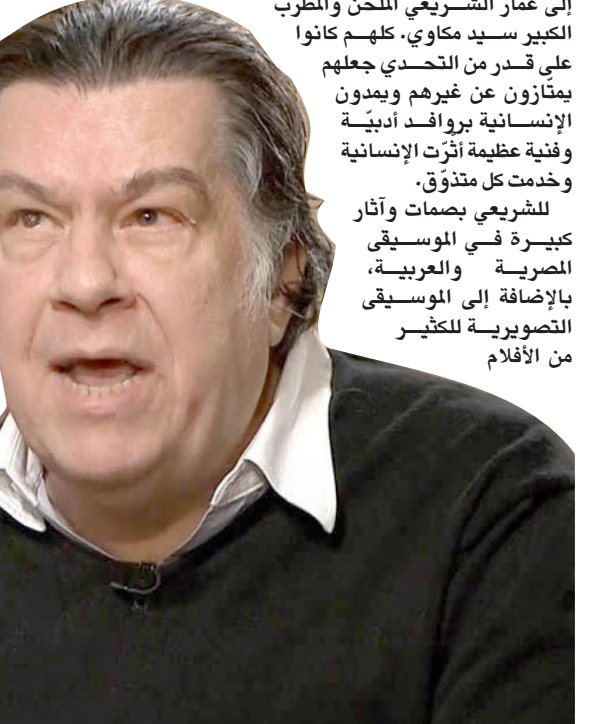 إلى عمار الشريعي الملحن والمطرب
الكبير سيد مكاوي. كلهم كانوا
على قدر من التحدي جعلهم
يمتّازون عن غيرهم ويمدون
الإنسانية بروافد أدبيّة
وفنية عظيمة أثْرّت الإنسانية
وخدمت كل متذوّق.
للشريعي بصمات وآثار
كبيرة في الموسيقى
المصرية والعربية،
بالإضافة إلى الموسيقى
التصويرية للكثير
من الأفلام